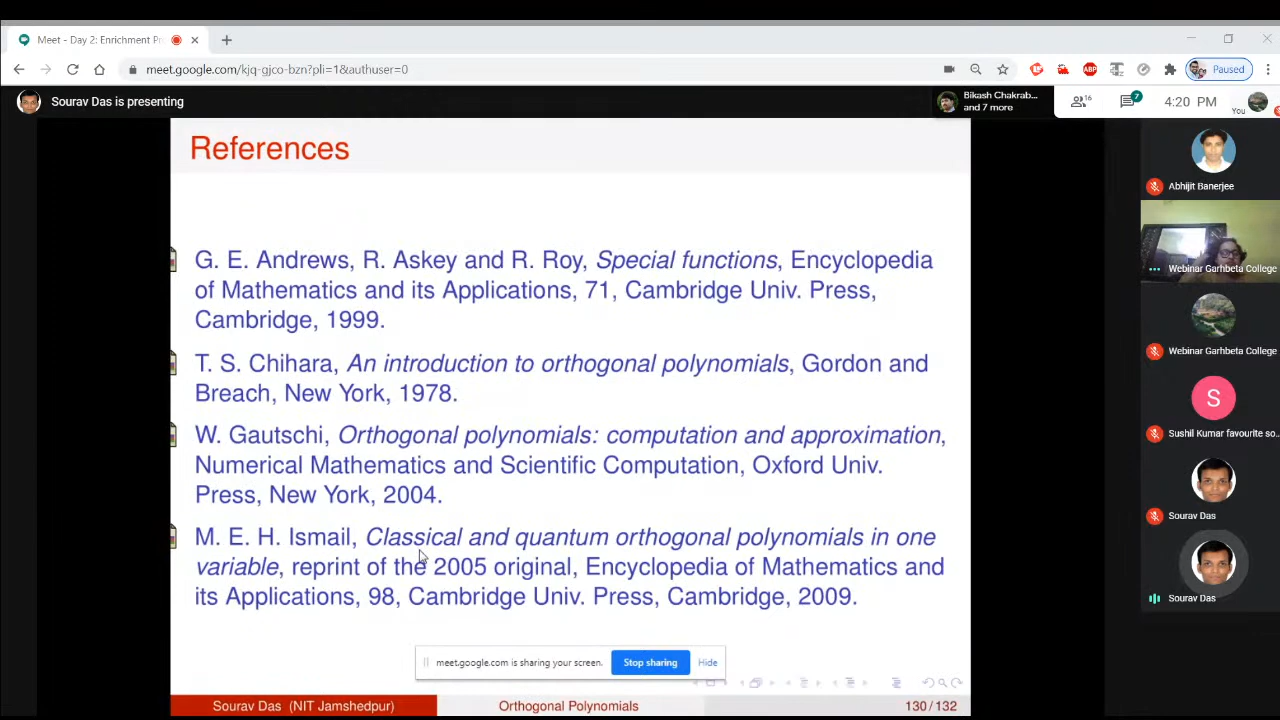 Meet - Day 2: Enrichment Pr
meet.google.com/kjq-gjco-bzn?pli=1&authuser=0
ABP
Paused
Sourav Das is presenting
Bikash Chakrab...
and 7 more
16
7
4:20 PM
You
References
G. E. Andrews, R. Askey and R. Roy, Special functions, Encyclopedia
of Mathematics and its Applications, 71, Cambridge Univ. Press,
Cambridge, 1999.
T. S. Chihara, An introduction to orthogonal polynomials, Gordon and
Breach, New York, 1978.
W. Gautschi, Orthogonal polynomials: computation and approximation,
Numerical Mathematics and Scientific Computation, Oxford Univ.
Press, New York, 2004.
M. E. H. Ismail, Classical and quantum orthogonal polynomials in one
variable, reprint of the 2005 original, Encyclopedia of Mathematics and
its Applications, 98, Cambridge Univ. Press, Cambridge, 2009.
meet.google.com is sharing your screen.
Stop sharing
Hide
Sourav Das (NIT Jamshedpur)
Orthogonal Polynomials
130 / 132
Abhijit Banerjee
Webinar Garhbeta College
Webinar Garhbeta College
S
Sushil Kumar favourite so...
Sourav Das
Sourav Das